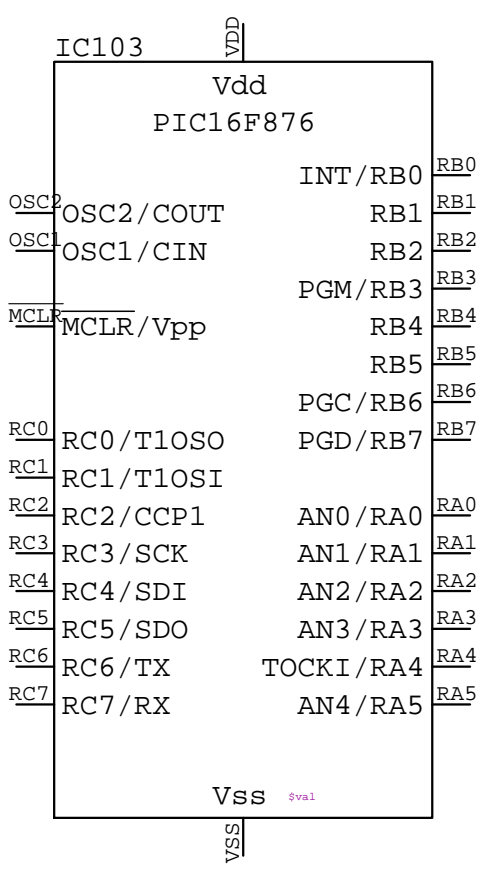 VDD
IC103
Vdd
PIC16F876
INT/RB0 RB0
OSC2 OSC2/COUT RB1 RB1
OSC1 OSC1/CIN RB2 RB2
PGM/RB3 RB3
MCLR MCLR/Vpp RB4 RB4
RB5 RB5
PGC/RB6 RB6
RC0 RC0/T1OSO PGD/RB7 RB7
RC1 RC1/T1OSI
RC2 RC2/CCP1 AN0/RA0 RA0
RC3 RC3/SCK AN1/RA1 RA1
RC4 RC4/SDI AN2/RA2 RA2
RC5 RC5/SDO AN3/RA3 RA3
RC6 RC6/TX TOCKI/RA4 RA4
RC7 RC7/RX AN4/RA5 RA5
Vss $val
VSS